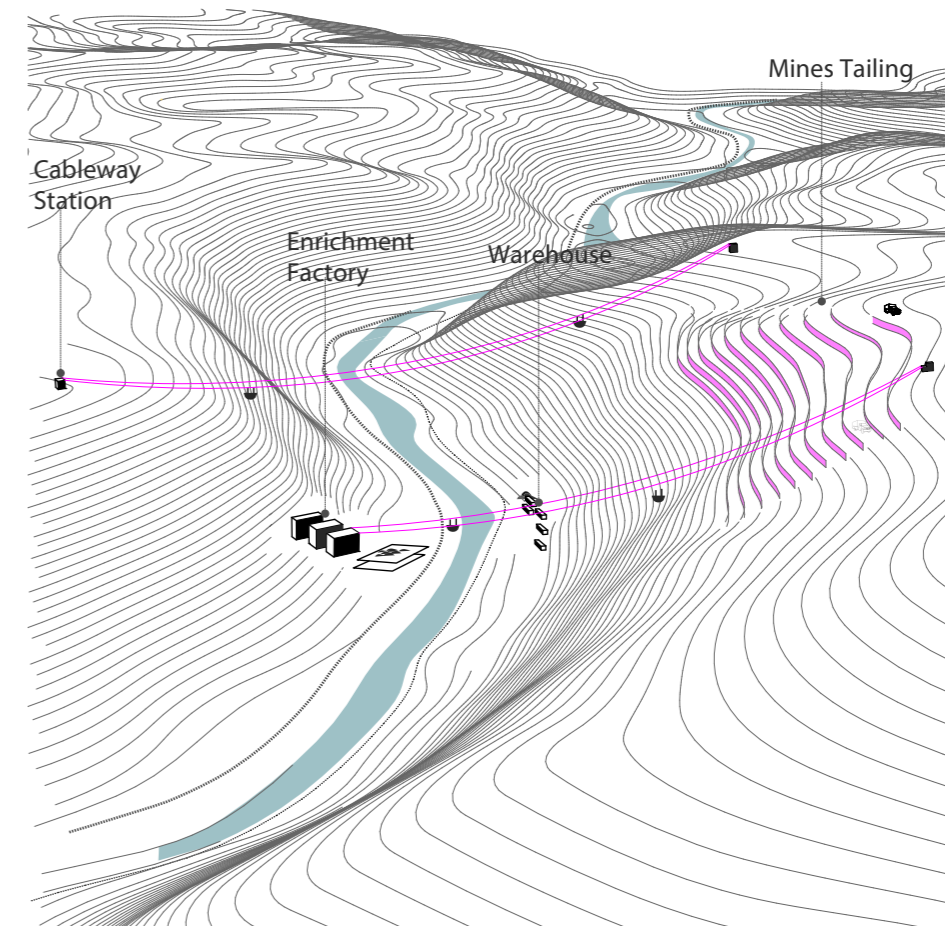 Mines Tailing
Cableway
Station
Enrichment
Factory
Warehouse